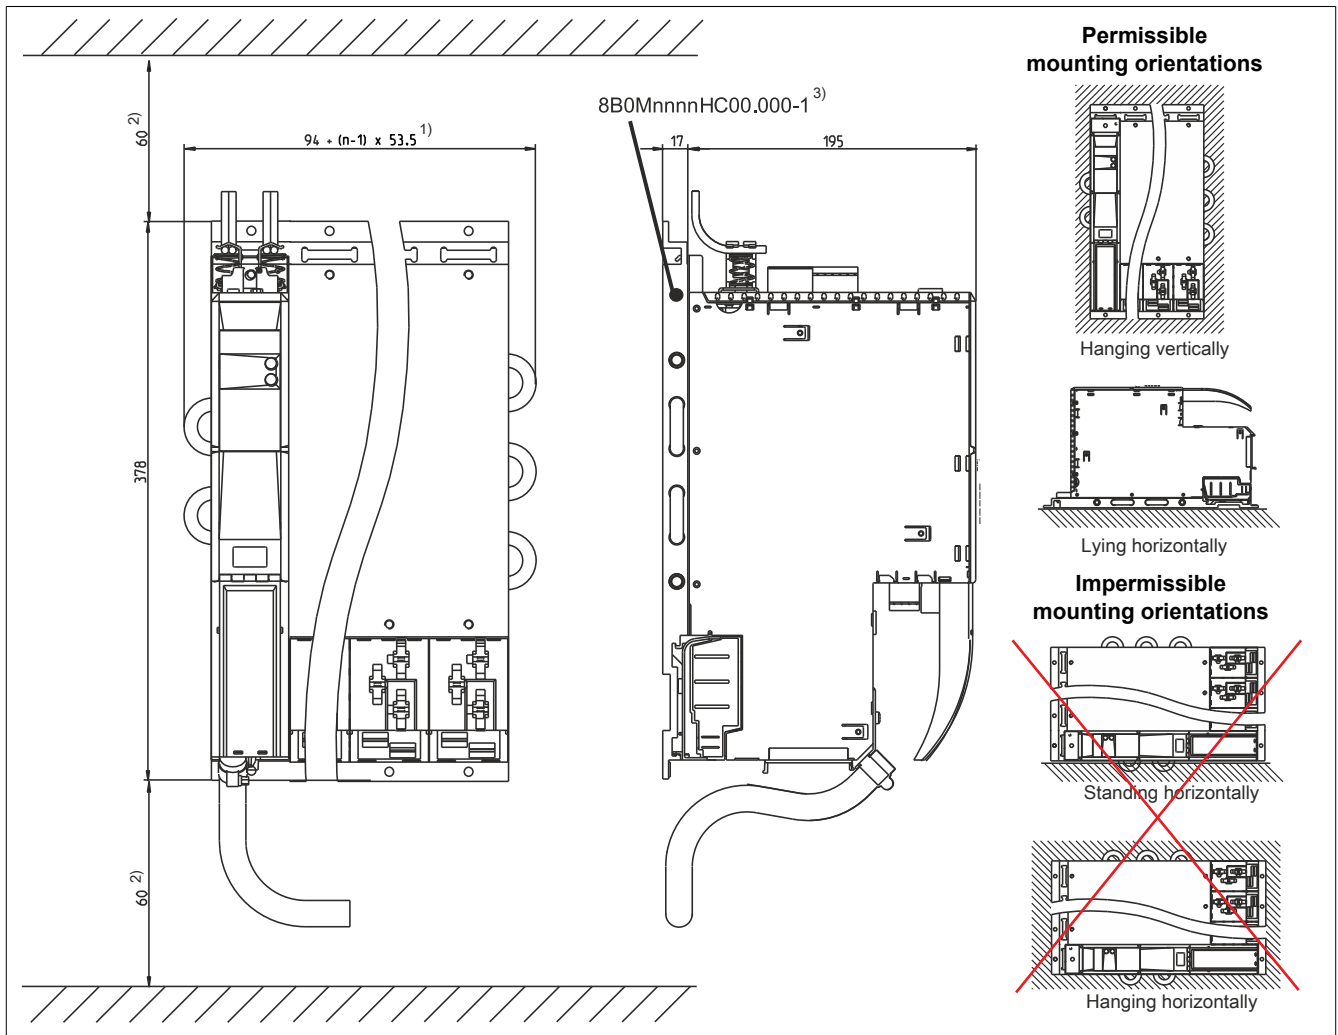 Permissible
mounting orientations
8B0MnnnnHC00.000-1 3)
60 2)
94 + (n-1) x 53.5 1)
17
195
378
60 2)
Hanging vertically
Lying horizontally
Impermissible
mounting orientations
Standing horizontally
Hanging horizontally